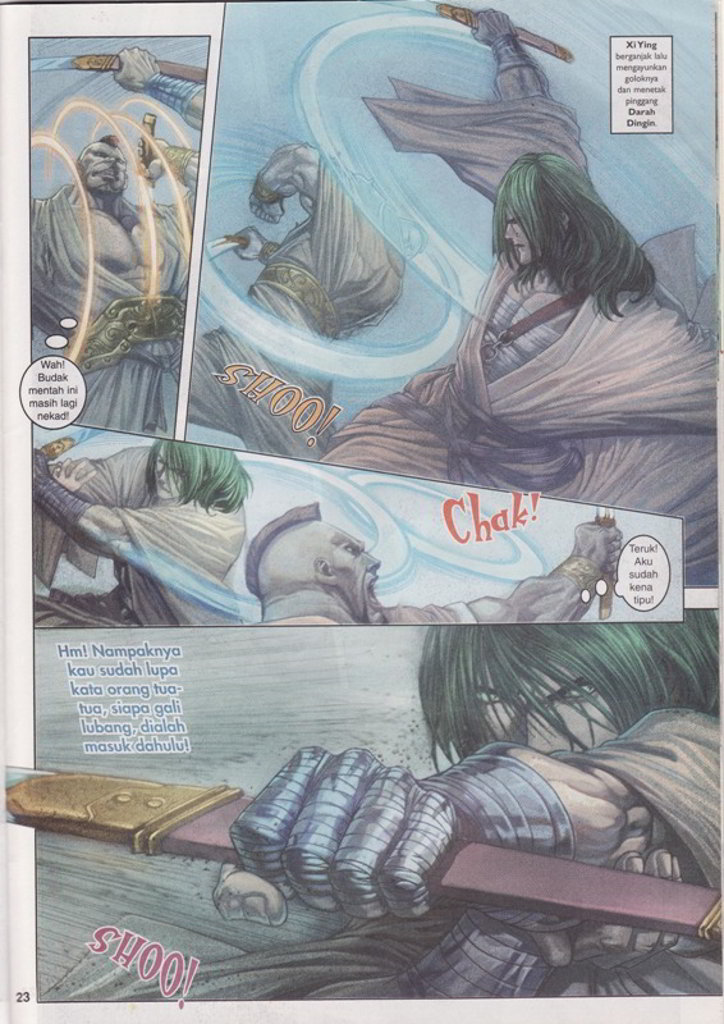 Xi Ying
berganjak lalu
mengayunkan
goloknya
dan menetak
pinggang
Darah
Dingin.
Wah!
Budak
mentah ini
masih lagi
nekad!
SHOO!
Chak!
Teruk!
Aku
sudah
kena
tipu!
Hm! Nampaknya
kau sudah lupa
kata orang tua-
tua, siapa gali
lubang, dialah
masuk dahulu!
SHOO!
23